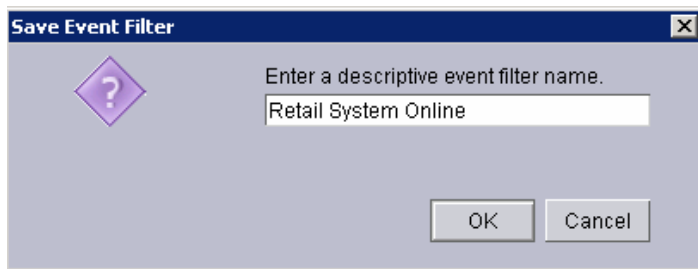 Save Event Filter
?
Enter a descriptive event filter name.
Retail System Online
OK
Cancel